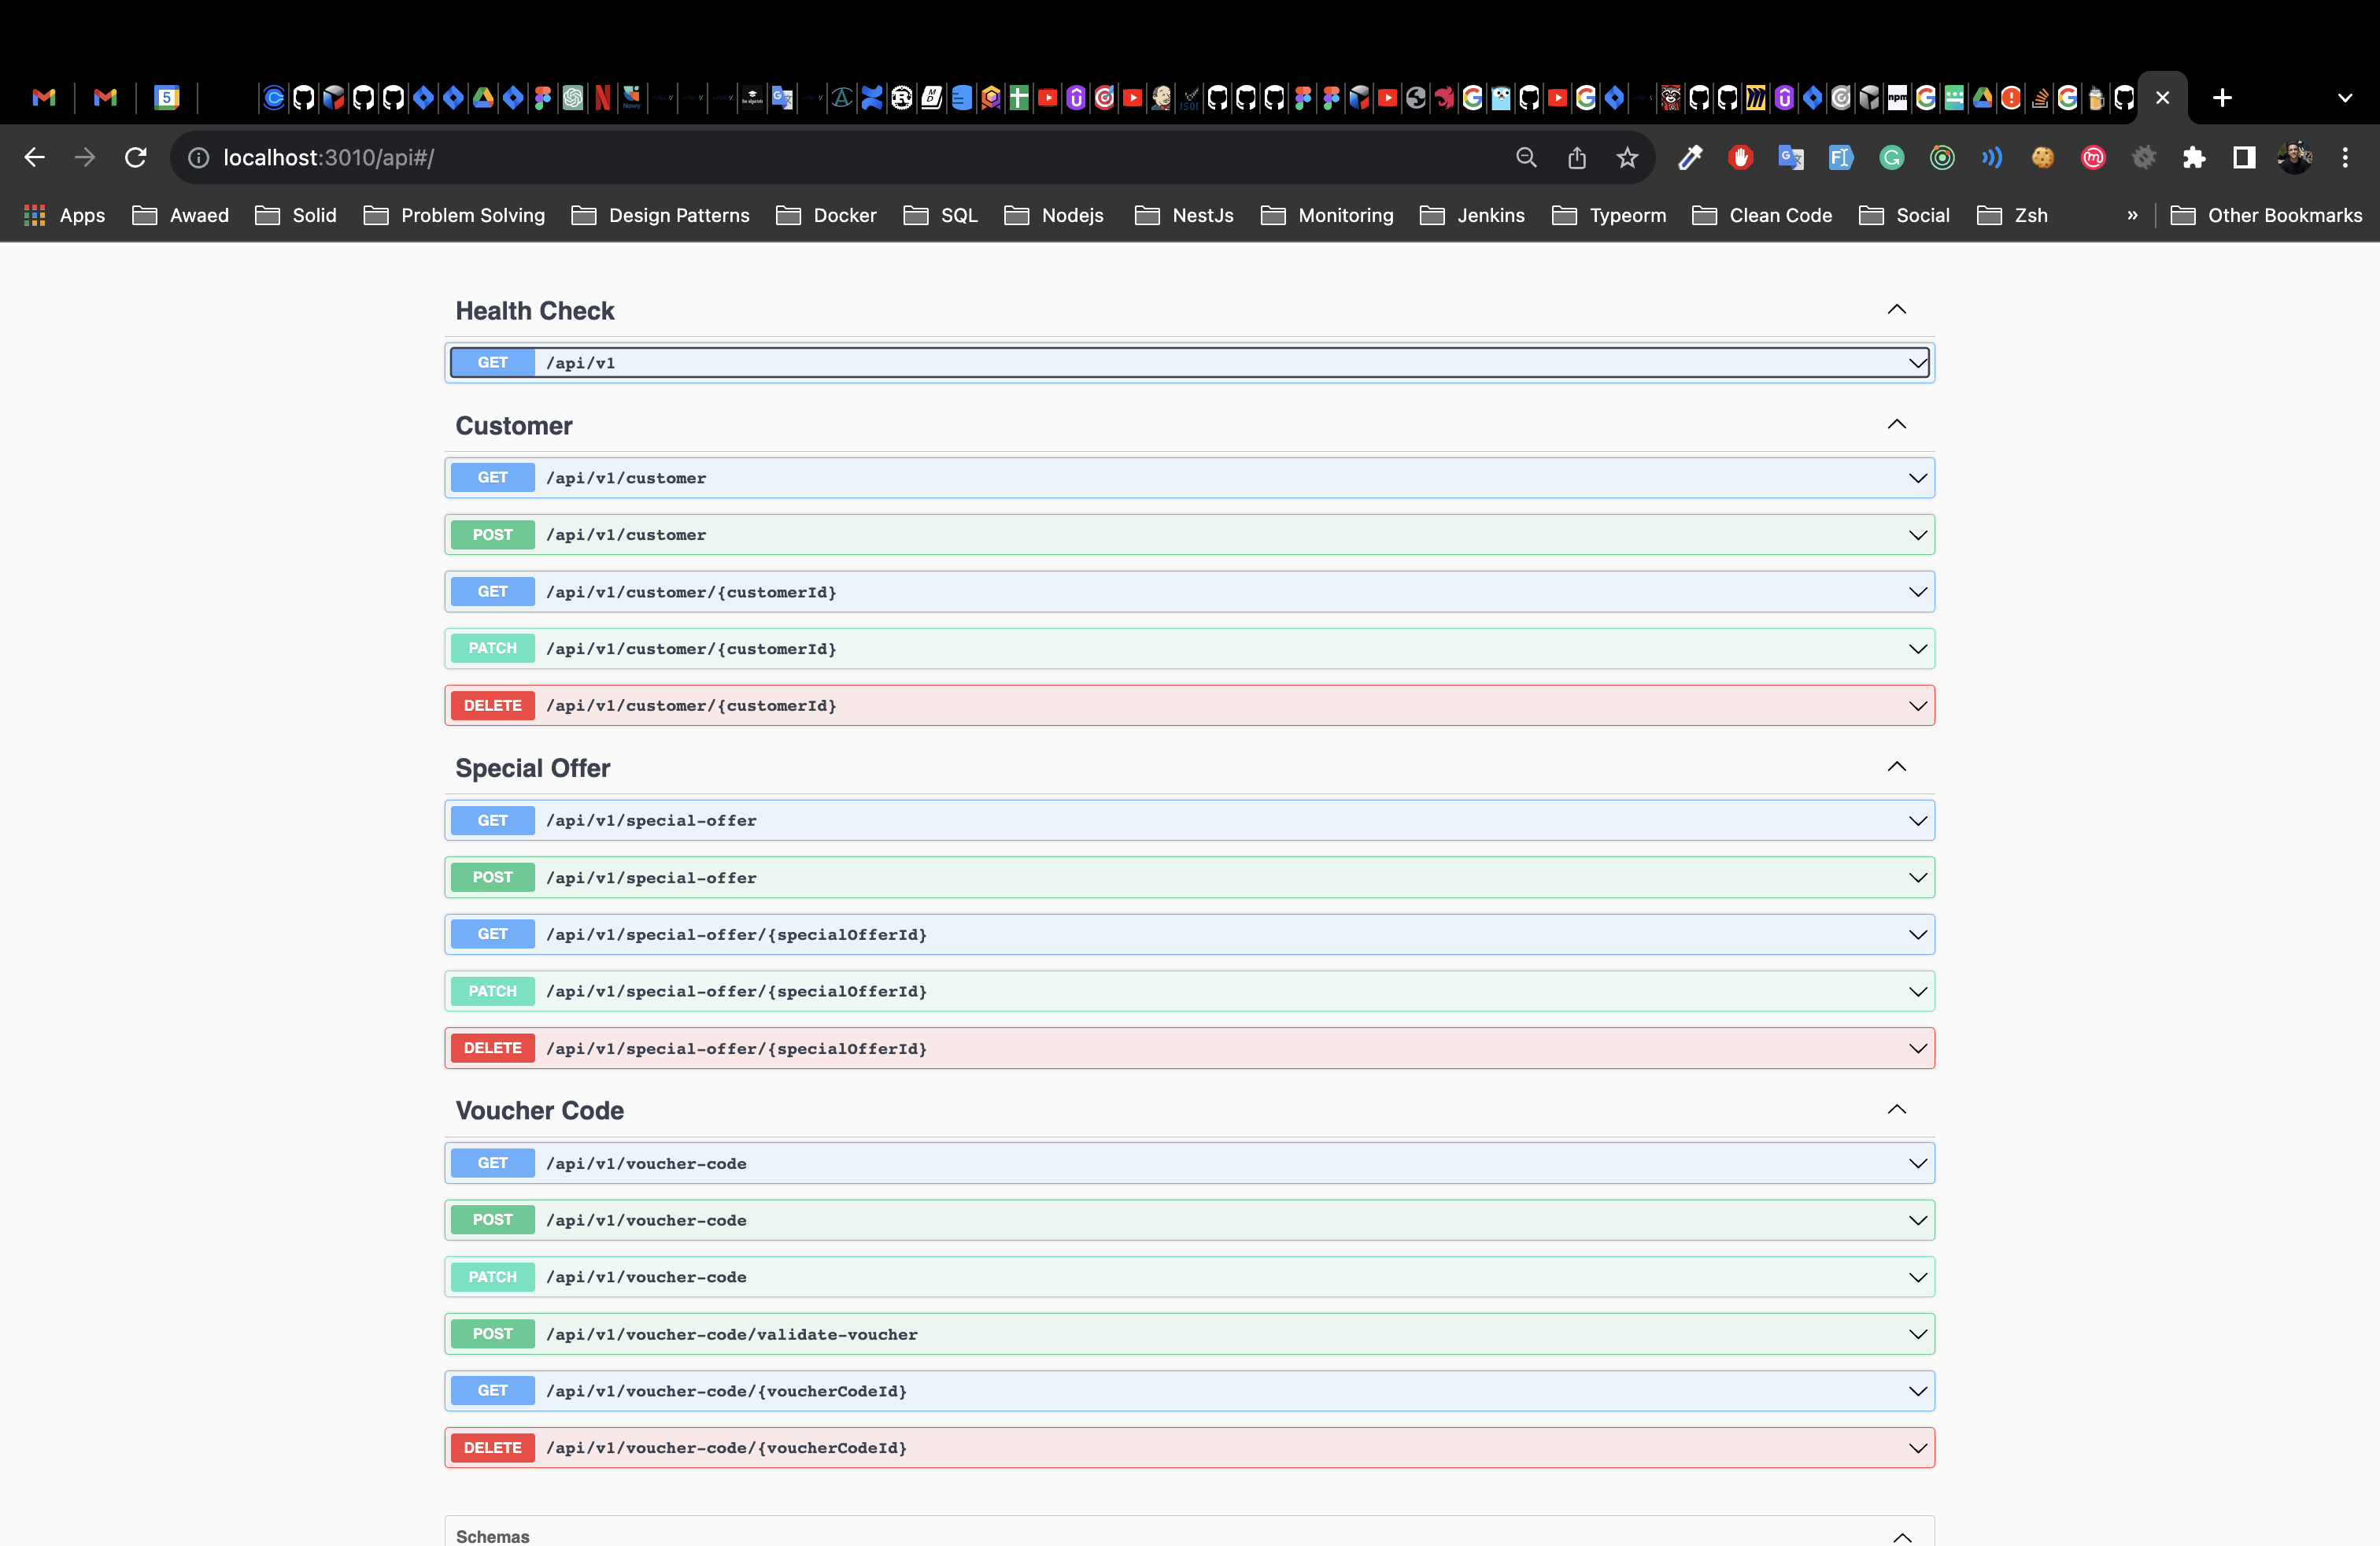 5
localhost:3010/api#/
Apps Awaed Solid Problem Solving Design Patterns Docker SQL Nodejs NestJs Monitoring Jenkins Typeorm Clean Code Social Zsh » Other Bookmarks
Health Check
GET /api/v1
Customer
GET /api/v1/customer
POST /api/v1/customer
GET /api/v1/customer/{customerId}
PATCH /api/v1/customer/{customerId}
DELETE /api/v1/customer/{customerId}
Special Offer
GET /api/v1/special-offer
POST /api/v1/special-offer
GET /api/v1/special-offer/{specialOfferId}
PATCH /api/v1/special-offer/{specialOfferId}
DELETE /api/v1/special-offer/{specialOfferId}
Voucher Code
GET /api/v1/voucher-code
POST /api/v1/voucher-code
PATCH /api/v1/voucher-code
POST /api/v1/voucher-code/validate-voucher
GET /api/v1/voucher-code/{voucherCodeId}
DELETE /api/v1/voucher-code/{voucherCodeId}
Schemas